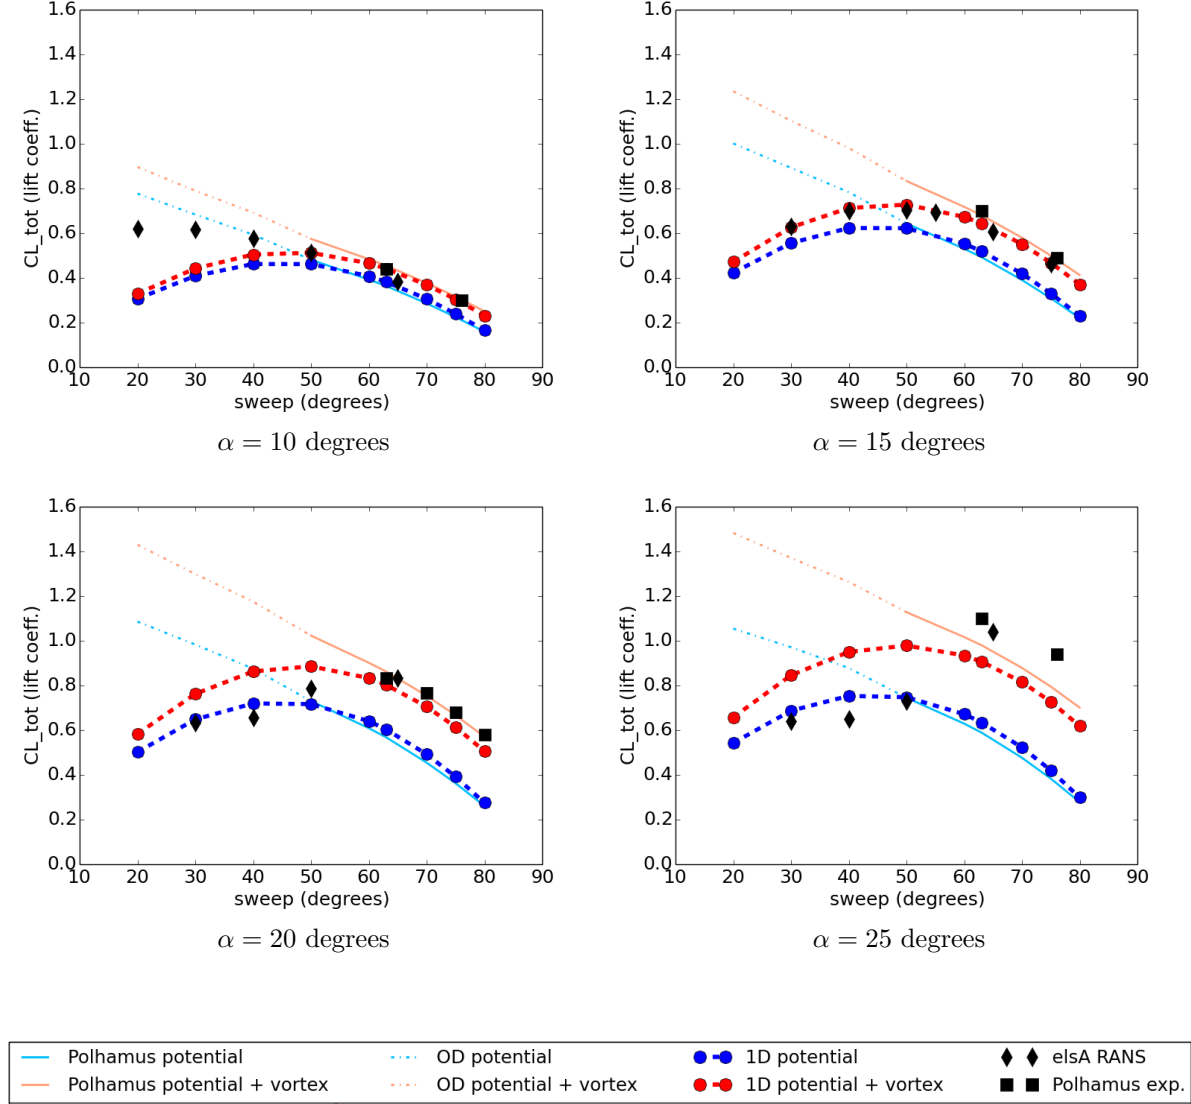 1.6
1.4
1.2
1.0
0.8
0.6
0.4
0.2
0.0
CL_tot (lift coeff.)
10 20 30 40 50 60 70 80 90
sweep (degrees)
α = 10 degrees
1.6
1.4
1.2
1.0
0.8
0.6
0.4
0.2
0.0
CL_tot (lift coeff.)
10 20 30 40 50 60 70 80 90
sweep (degrees)
α = 15 degrees
1.6
1.4
1.2
1.0
0.8
0.6
0.4
0.2
0.0
CL_tot (lift coeff.)
10 20 30 40 50 60 70 80 90
sweep (degrees)
α = 20 degrees
1.6
1.4
1.2
1.0
0.8
0.6
0.4
0.2
0.0
CL_tot (lift coeff.)
10 20 30 40 50 60 70 80 90
sweep (degrees)
α = 25 degrees
Polhamus potential
Polhamus potential + vortex
OD potential
OD potential + vortex
1D potential
1D potential + vortex
elsA RANS
Polhamus exp.